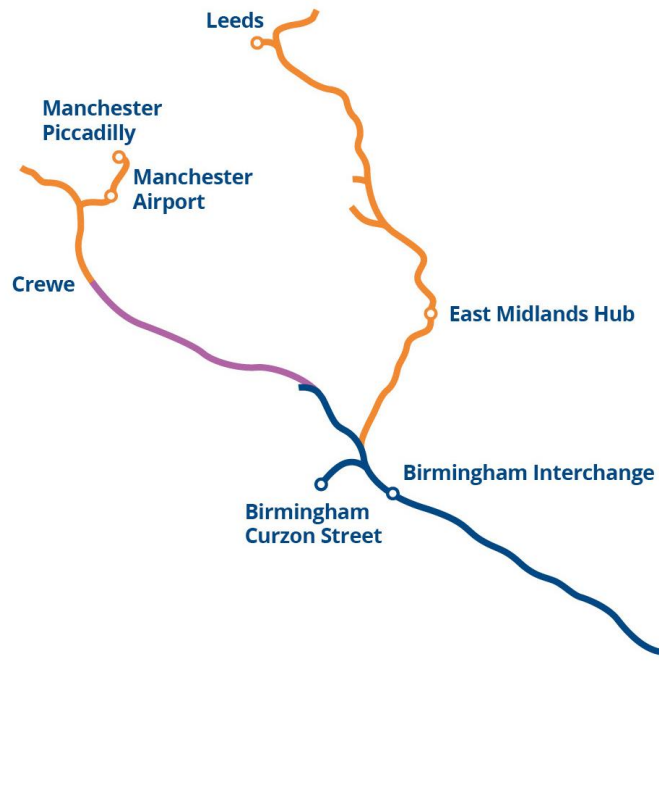 Leeds
Manchester
Piccadilly
Manchester
Airport
Crewe
East Midlands Hub
Birmingham Interchange
Birmingham
Curzon Street